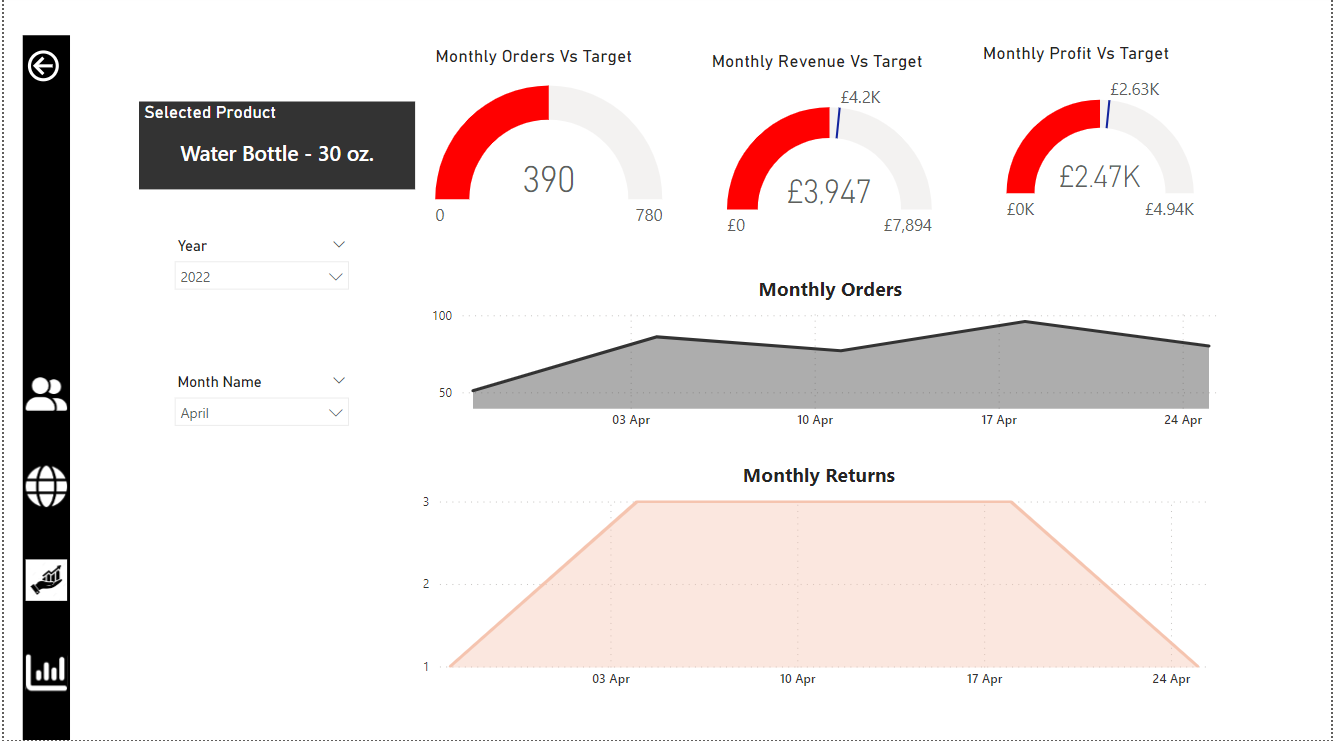 Selected Product
Water Bottle - 30 oz.
Year
2022
Month Name
April
Monthly Orders Vs Target
390
0
780
Monthly Revenue Vs Target
£4.2K
£3,947
£0
£7,894
Monthly Profit Vs Target
£2.63K
£2.47K
£0K
£4.94K
Monthly Orders
100
50
03 Apr
10 Apr
17 Apr
24 Apr
Monthly Returns
3
2
1
03 Apr
10 Apr
17 Apr
24 Apr